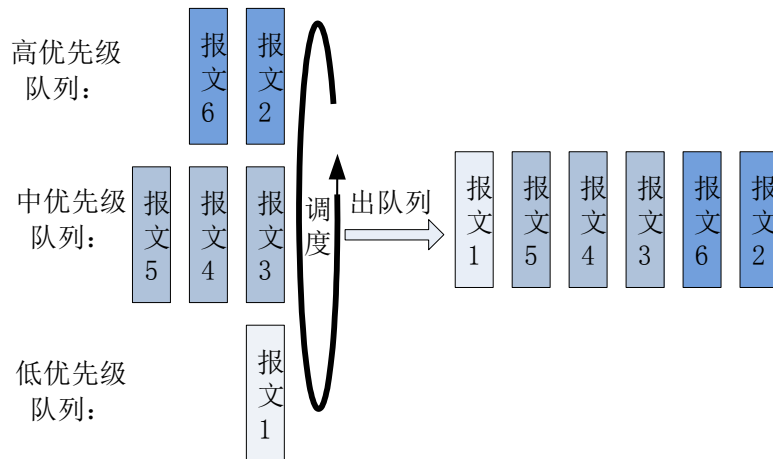 高优先级
队列：
报文6
报文2
中优先级
队列：
报文5
报文4
报文3
调度
出队列
报文1
报文5
报文4
报文3
报文6
报文2
低优先级
队列：
报文1